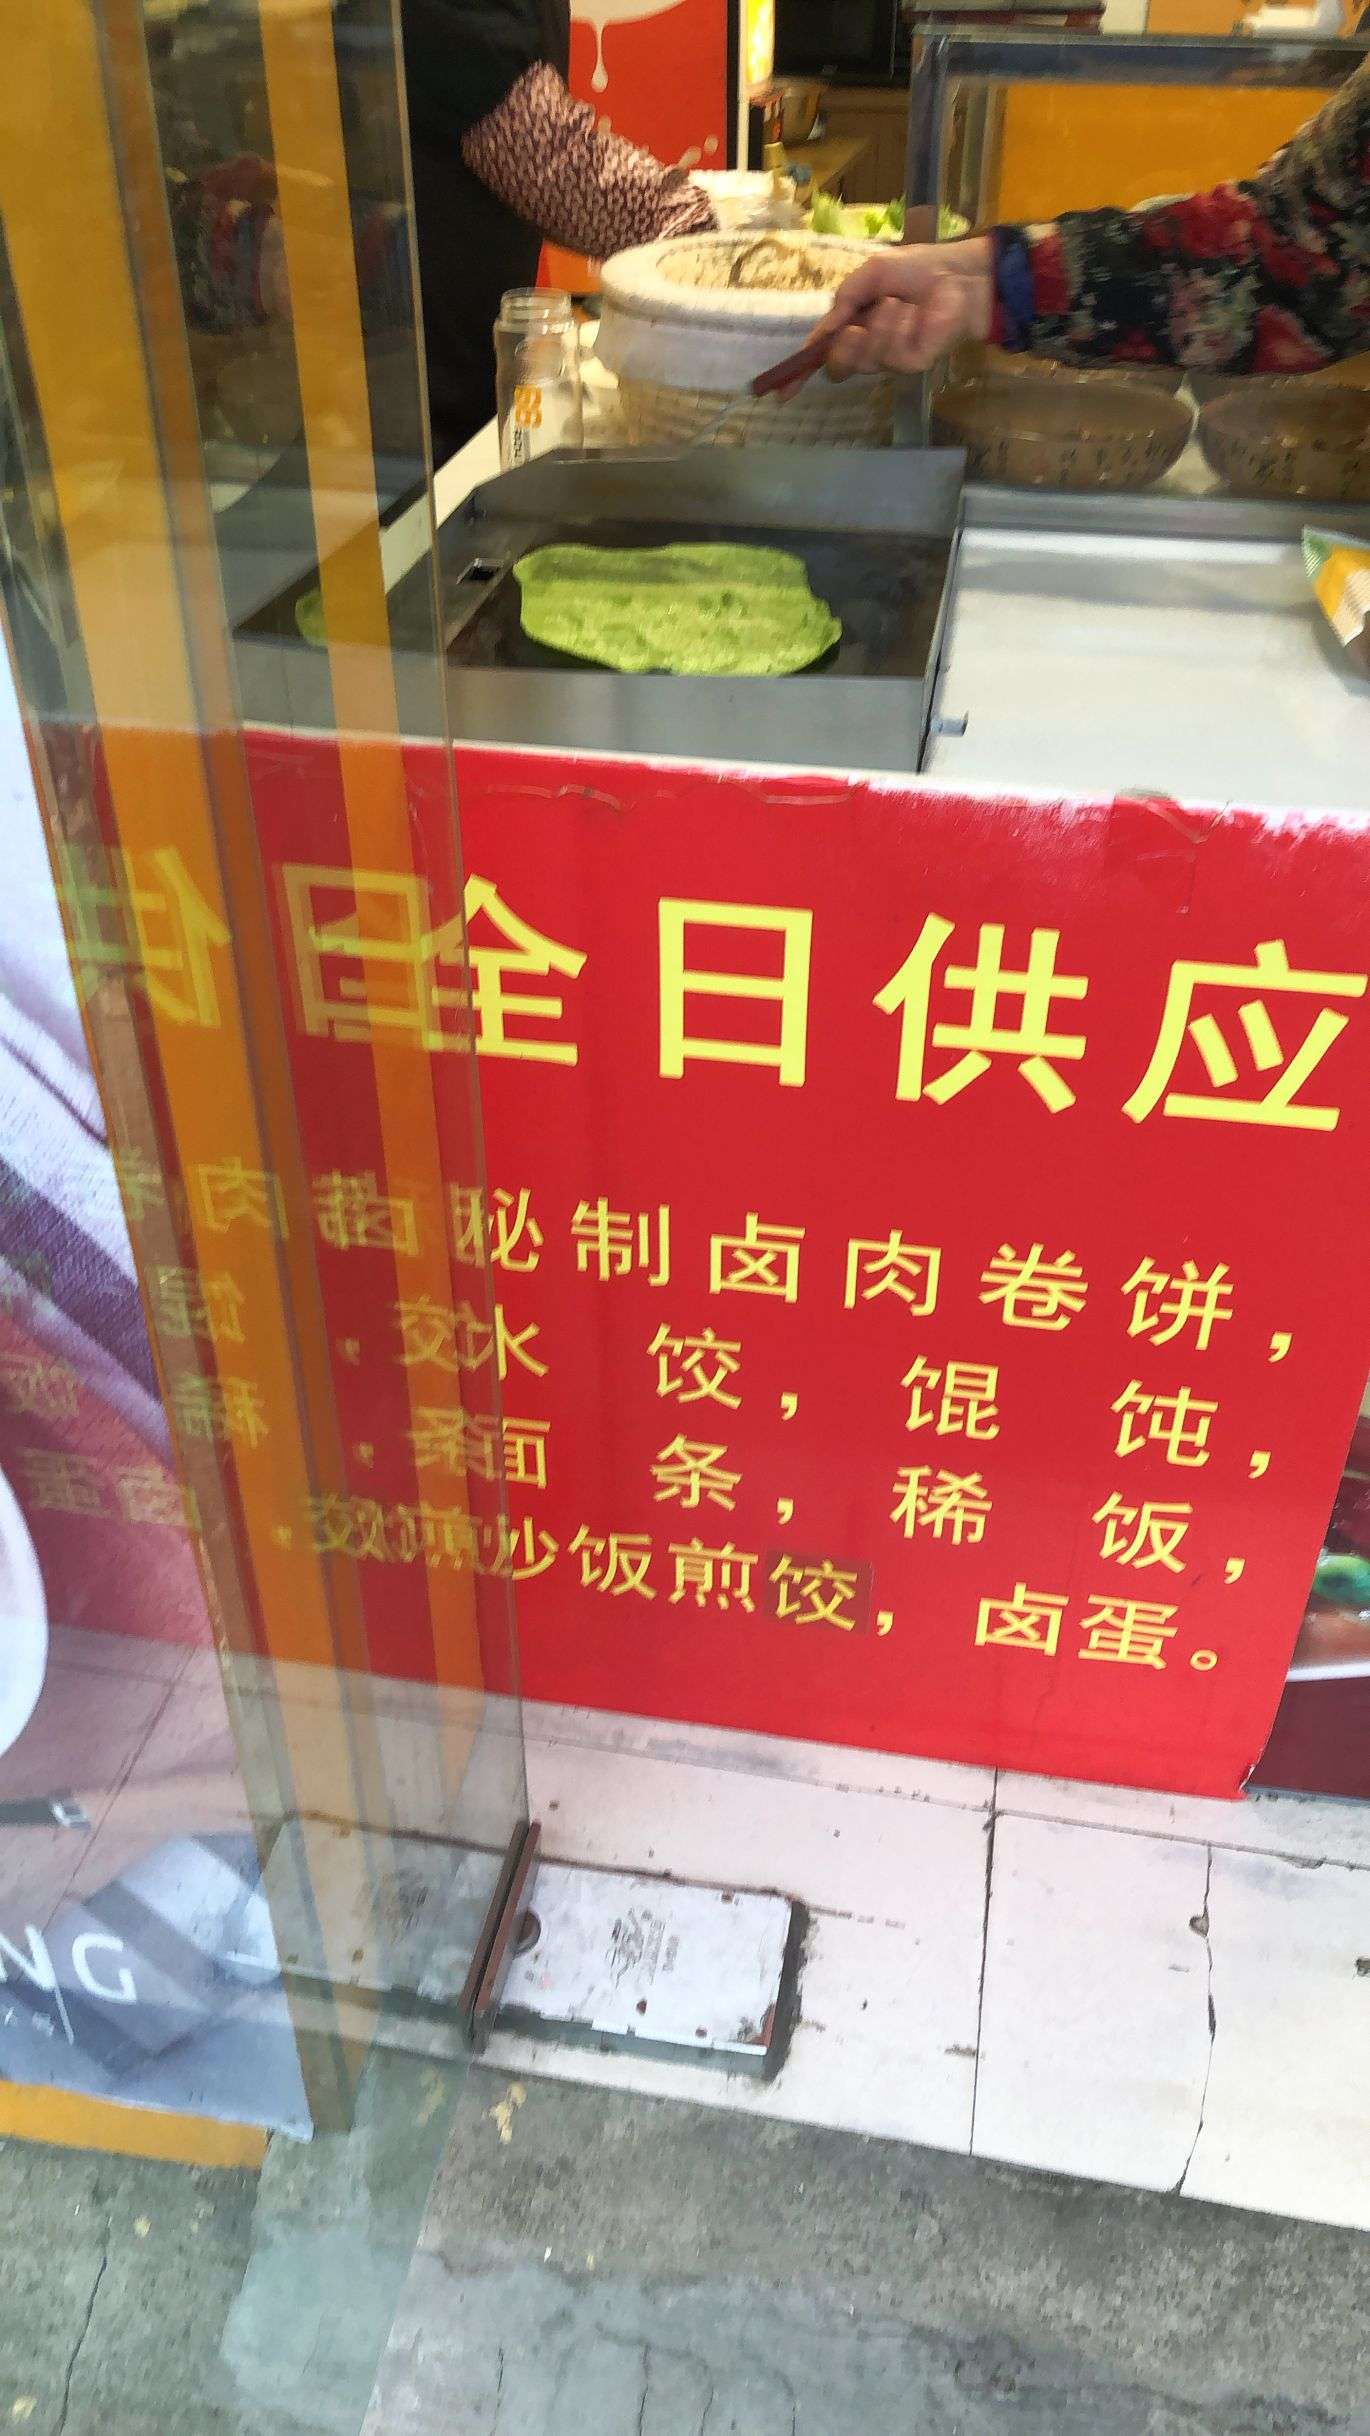 全日供应
秘制卤肉卷饼，
水饺，馄饨，
面条，稀饭，
炒饭煎饺，卤蛋。
NG